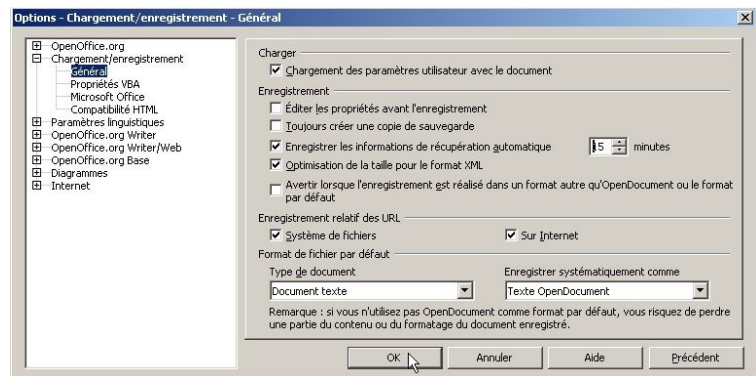 Options - Chargement/enregistrement - Général
OpenOffice.org
Chargement/enregistrement
Général
Propriétés VBA
Microsoft Office
Compatibilité HTML
Paramètres linguistiques
OpenOffice.org Writer
OpenOffice.org Writer/Web
OpenOffice.org Base
Diagrammes
Internet
Charger
Chargement des paramètres utilisateur avec le document
Enregistrement
Éditer les propriétés avant l'enregistrement
Toujours créer une copie de sauvegarde
Enregistrer les informations de récupération automatique 15 minutes
Optimisation de la taille pour le format XML
Avertir lorsque l'enregistrement est réalisé dans un format autre qu'OpenDocument ou le format
par défaut
Enregistrement relatif des URL
Système de fichiers Sur Internet
Format de fichier par défaut
Type de document Enregistrer systématiquement comme
Document texte Texte OpenDocument
Remarque : si vous n'utilisez pas OpenDocument comme format par défaut, vous risquez de perdre
une partie du contenu ou du formatage du document enregistré.
OK Annuler Aide Précédent